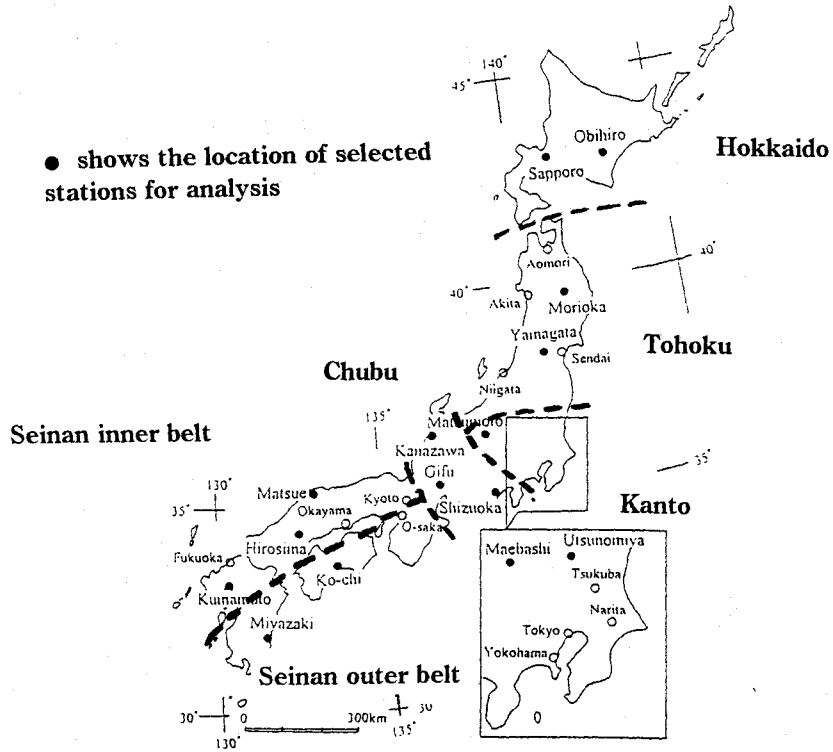 140°
45°
● shows the location of selected
stations for analysis
Obihiro
Hokkaido
Sapporo
Aomori
40°
40°
Akita
Morioka
Yamagata
Tohoku
Sendai
Chubu
Niigata
135°
Matsumoto
Seinan inner belt
Kanazawa
35°
Gifu
130°
Matsue
Kyoto
Shizuoka
Kanto
35°
Okayama
O-saka
Hirosima
Maebashi
Utsunomiya
Fukuoka
Ko-chi
Tsukuba
Kumamoto
Narita
Miyazaki
Tokyo
Yokohama
Seinan outer belt
30°
0
300km
30
130°
135°